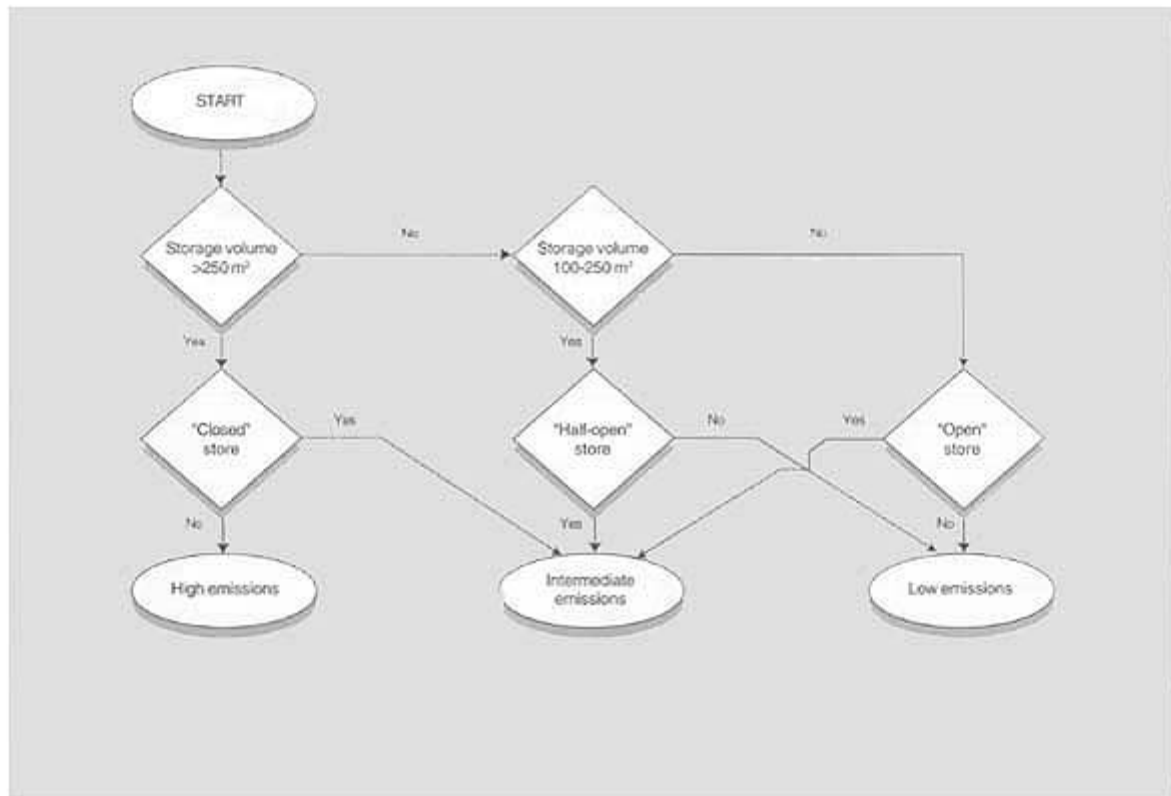 START
Storage volume
>250 m³
No
Storage volume
100-250 m³
No
Yes
Yes
"Closed"
store
Yes
"Half-open"
store
No
Yes
"Open"
store
No
Yes
No
High emissions
Intermediate
emissions
Low emissions